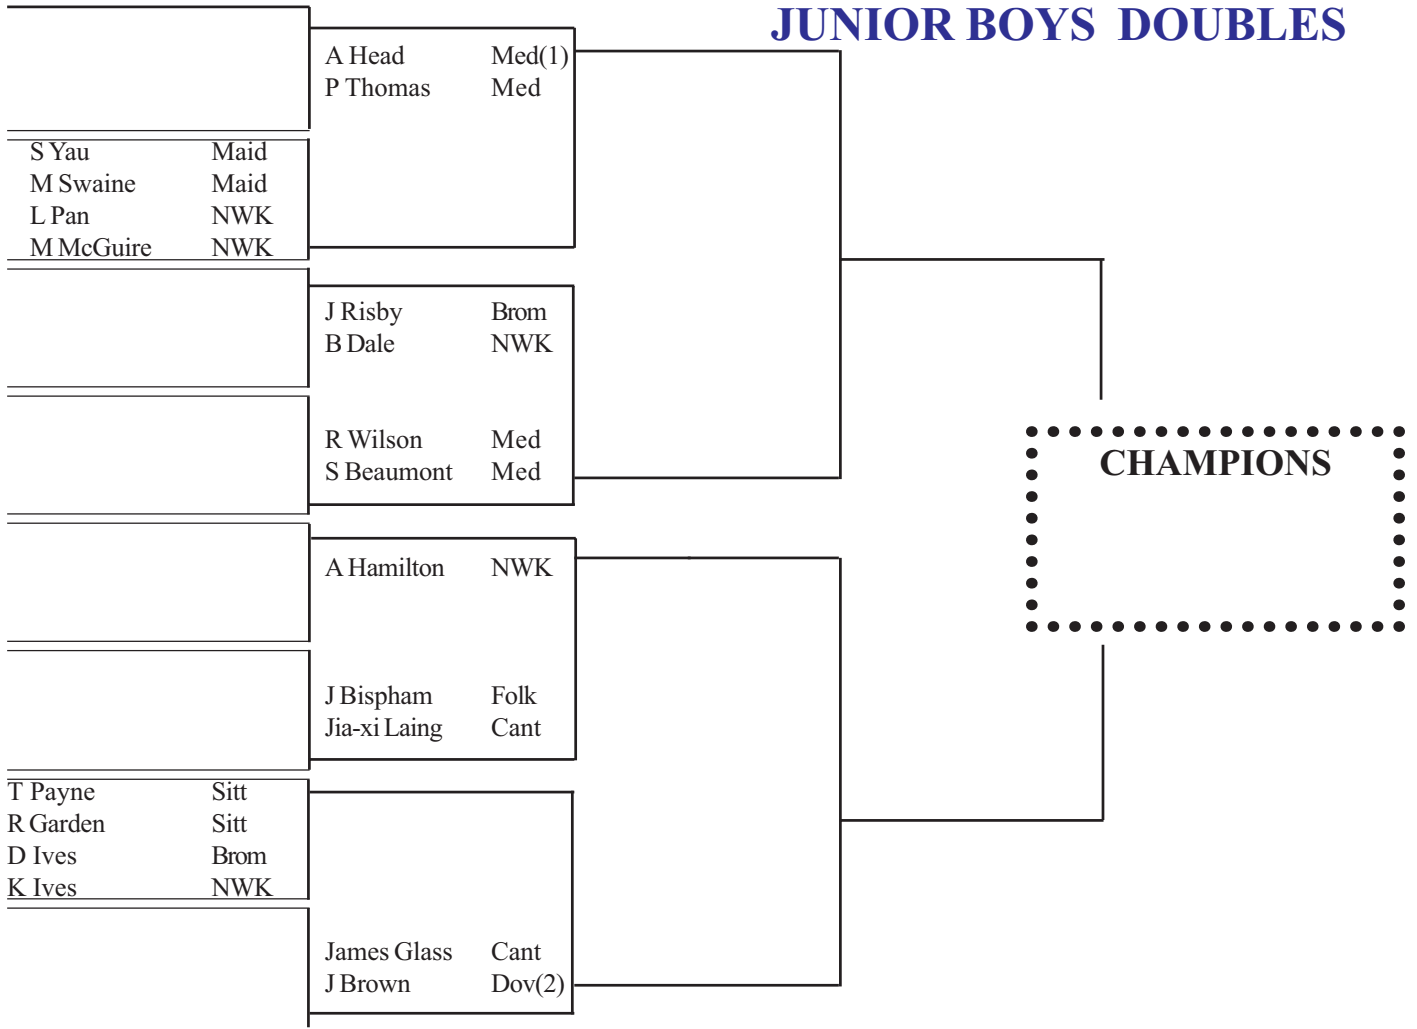 JUNIOR BOYS DOUBLES
A Head Med(1)
P Thomas Med
S Yau Maid
M Swaine Maid
L Pan NWK
M McGuire NWK
J Risby Brom
B Dale NWK
R Wilson Med
S Beaumont Med
CHAMPIONS
A Hamilton NWK
J Bispham Folk
Jia-xi Laing Cant
T Payne Sitt
R Garden Sitt
D Ives Brom
K Ives NWK
James Glass Cant
J Brown Dov(2)